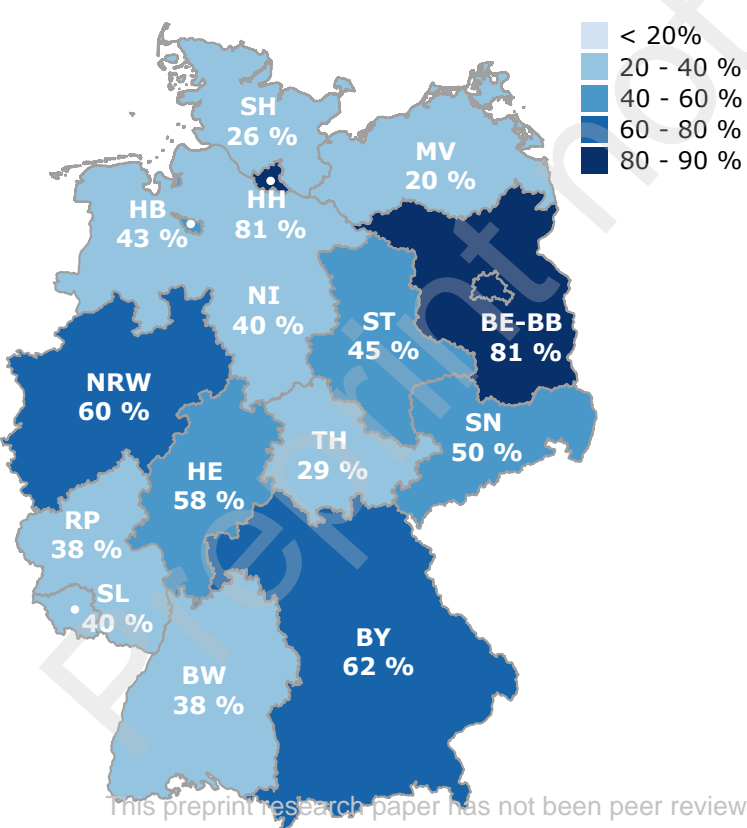 < 20%
20 - 40 %
40 - 60 %
60 - 80 %
80 - 90 %
SH
26 %
MV
20 %
HH
81 %
HB
43 %
NI
40 %
ST
45 %
BE-BB
81 %
NRW
60 %
SN
50 %
TH
29 %
HE
58 %
RP
38 %
SL
40 %
BY
62 %
BW
38 %
Preprint not
This preprint research paper has not been peer review